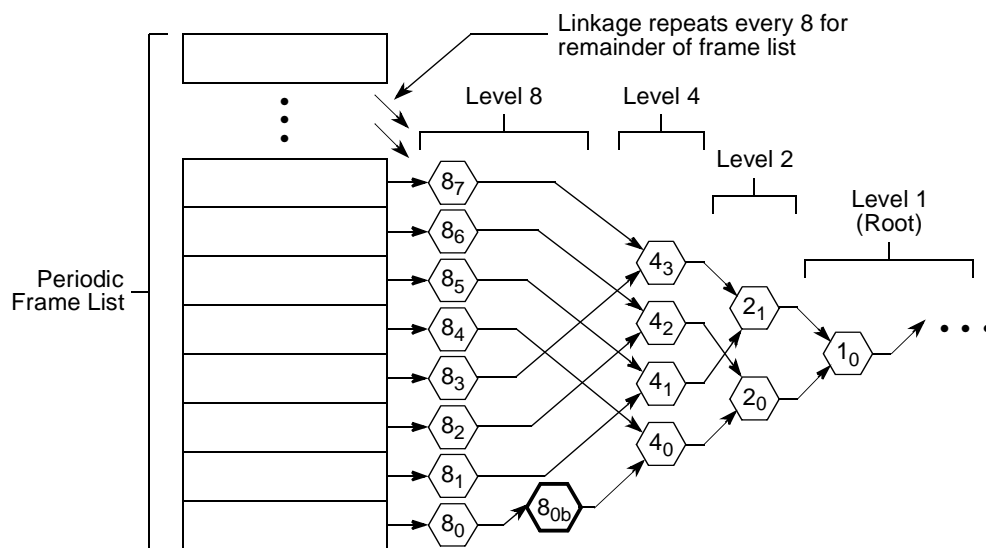 Linkage repeats every 8 for
remainder of frame list
Level 8
Level 4
Level 2
Level 1
(Root)
Periodic
Frame List
8₇
8₆
8₅
8₄
8₃
8₂
8₁
8₀
8₀b
4₃
4₂
4₁
4₀
2₁
2₀
1₀